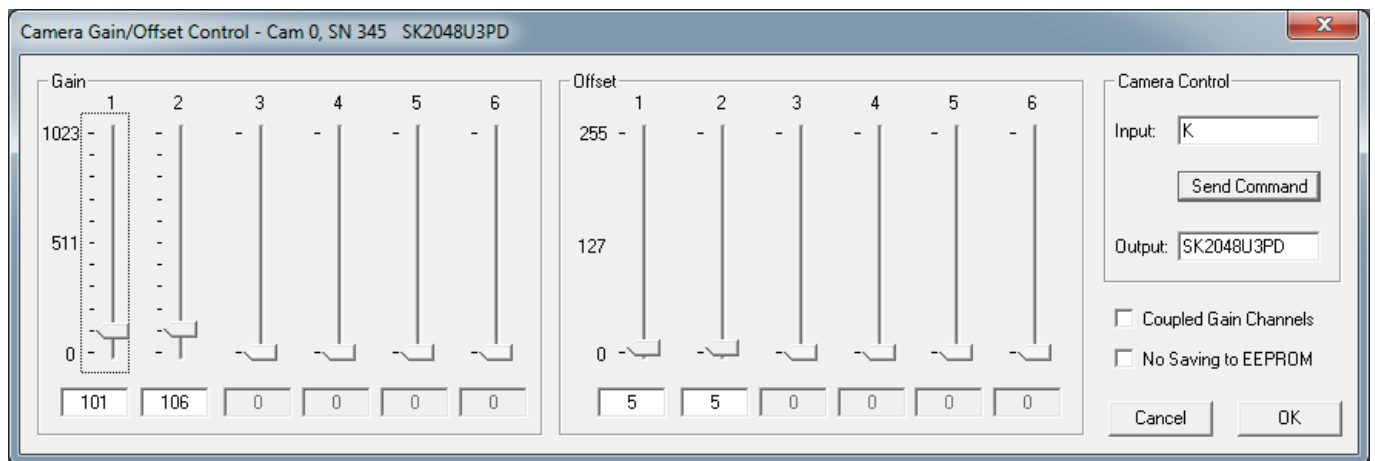 Camera Gain/Offset Control - Cam 0, SN 345 SK2048U3PD
Gain
1 2 3 4 5 6
1023
511
0
101 106 0 0 0 0
Offset
1 2 3 4 5 6
255
127
0
5 5 0 0 0 0
Camera Control
Input: K
Send Command
Output: SK2048U3PD
Coupled Gain Channels
No Saving to EEPROM
Cancel OK